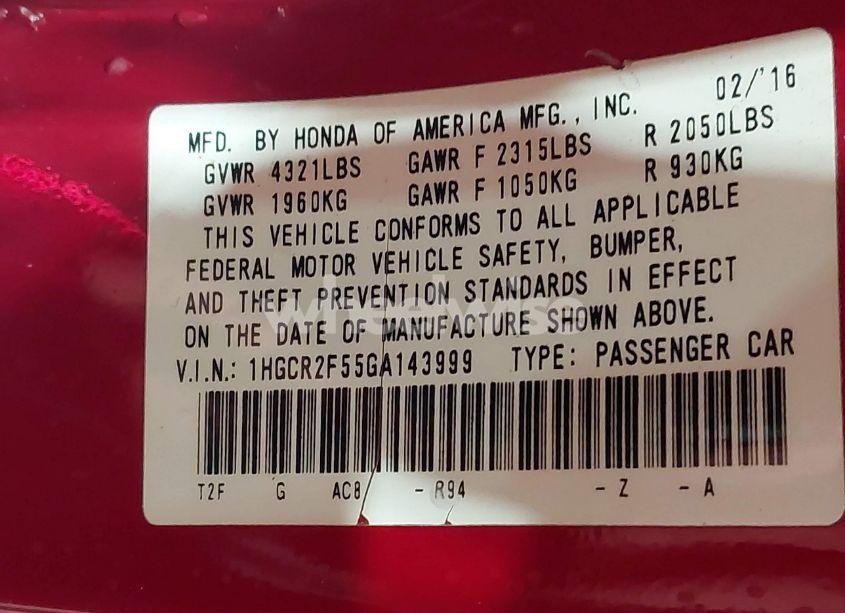 02/'16
MFD. BY HONDA OF AMERICA MFG., INC.
GVWR 4321LBS GAWR F 2315LBS R 2050LBS
GVWR 1960KG GAWR F 1050KG R 930KG
THIS VEHICLE CONFORMS TO ALL APPLICABLE
FEDERAL MOTOR VEHICLE SAFETY, BUMPER,
AND THEFT PREVENTION STANDARDS IN EFFECT
ON THE DATE OF MANUFACTURE SHOWN ABOVE.
wheelwise
V.I.N.: 1HGCR2F55GA143999 TYPE: PASSENGER CAR
T2F G AC8 - R94 - Z - A